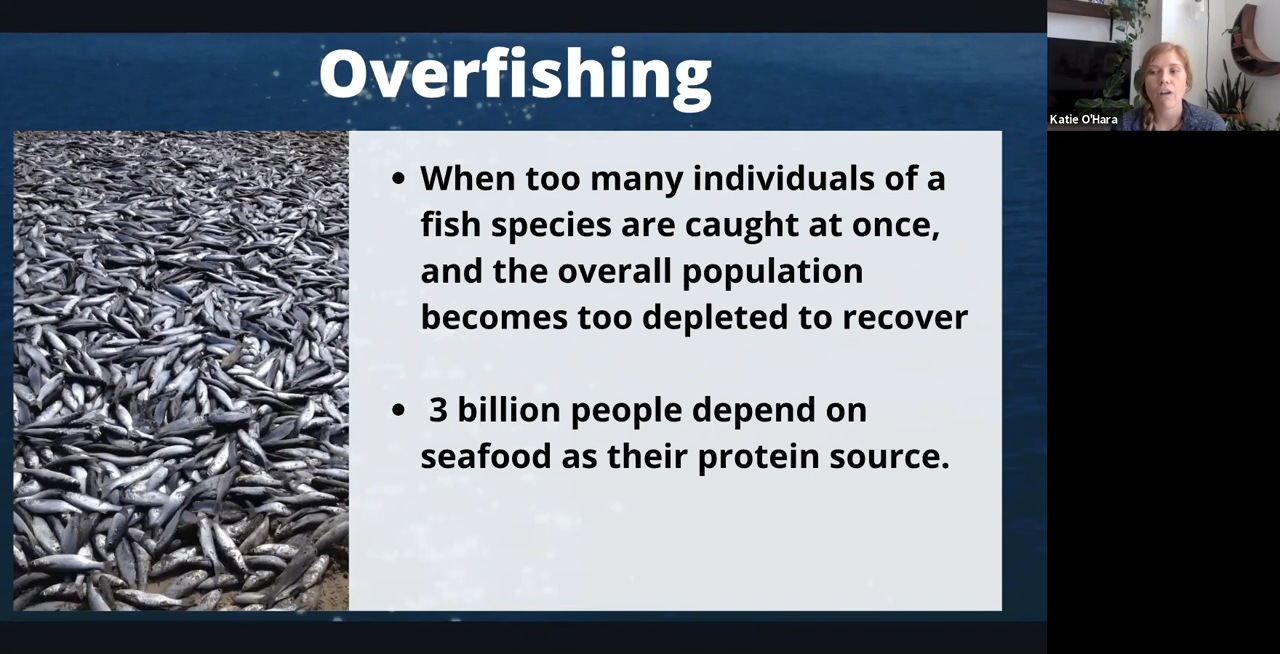 Overfishing
• When too many individuals of a
fish species are caught at once,
and the overall population
becomes too depleted to recover
• 3 billion people depend on
seafood as their protein source.
Katie O'Hara